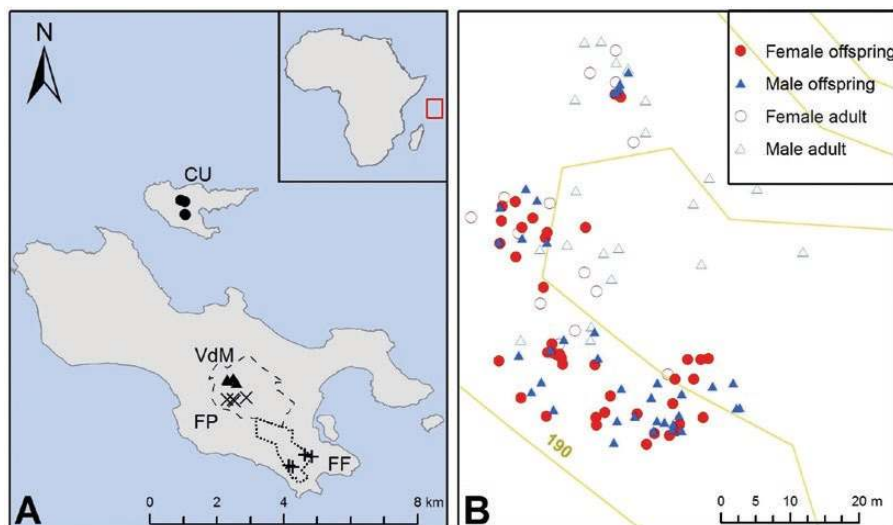 N
CU
VdM
FP
FF
A
0 2 4 6 8 km
Female offspring
Male offspring
Female adult
Male adult
190
B
0 5 10 20 m